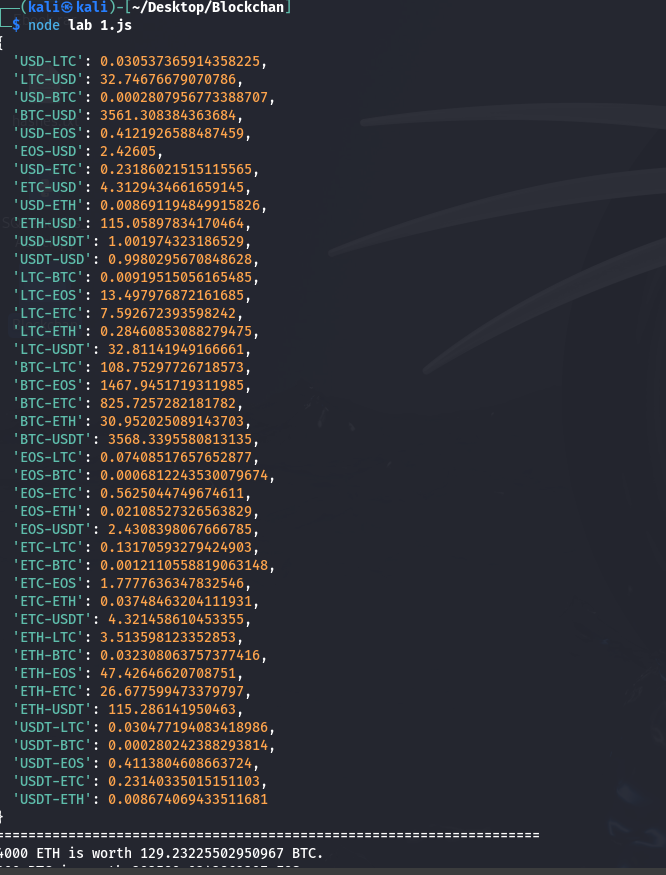 (kali㉿kali)-[~/Desktop/Blockchan]
$ node lab 1.js
{
'USD-LTC': 0.030537365914358225,
'LTC-USD': 32.74676679070786,
'USD-BTC': 0.0002807956773388707,
'BTC-USD': 3561.308384363684,
'USD-EOS': 0.4121926588487459,
'EOS-USD': 2.42605,
'USD-ETC': 0.23186021515115565,
'ETC-USD': 4.3129434661659145,
'USD-ETH': 0.008691194849915826,
'ETH-USD': 115.05897834170464,
'USD-USDT': 1.001974323186529,
'USDT-USD': 0.9980295670848628,
'LTC-BTC': 0.00919515056165485,
'LTC-EOS': 13.497976872161685,
'LTC-ETC': 7.592672393598242,
'LTC-ETH': 0.28460853088279475,
'LTC-USDT': 32.81141949166661,
'BTC-LTC': 108.75297726718573,
'BTC-EOS': 1467.9451719311985,
'BTC-ETC': 825.7257282181782,
'BTC-ETH': 30.952025089143703,
'BTC-USDT': 3568.3395580813135,
'EOS-LTC': 0.07408517657652877,
'EOS-BTC': 0.0006812243530079674,
'EOS-ETC': 0.5625044749674611,
'EOS-ETH': 0.02108527326563829,
'EOS-USDT': 2.4308398067666785,
'ETC-LTC': 0.13170593279424903,
'ETC-BTC': 0.0012110558819063148,
'ETC-EOS': 1.7777636347832546,
'ETC-ETH': 0.03748463204111931,
'ETC-USDT': 4.321458610453355,
'ETH-LTC': 3.513598123352853,
'ETH-BTC': 0.032308063757377416,
'ETH-EOS': 47.42646620708751,
'ETH-ETC': 26.677599473379797,
'ETH-USDT': 115.286141950463,
'USDT-LTC': 0.030477194083418986,
'USDT-BTC': 0.000280242388293814,
'USDT-EOS': 0.4113804608663724,
'USDT-ETC': 0.23140335015151103,
'USDT-ETH': 0.008674069433511681
}
====================================================================
4000 ETH is worth 129.23225502950967 BTC.